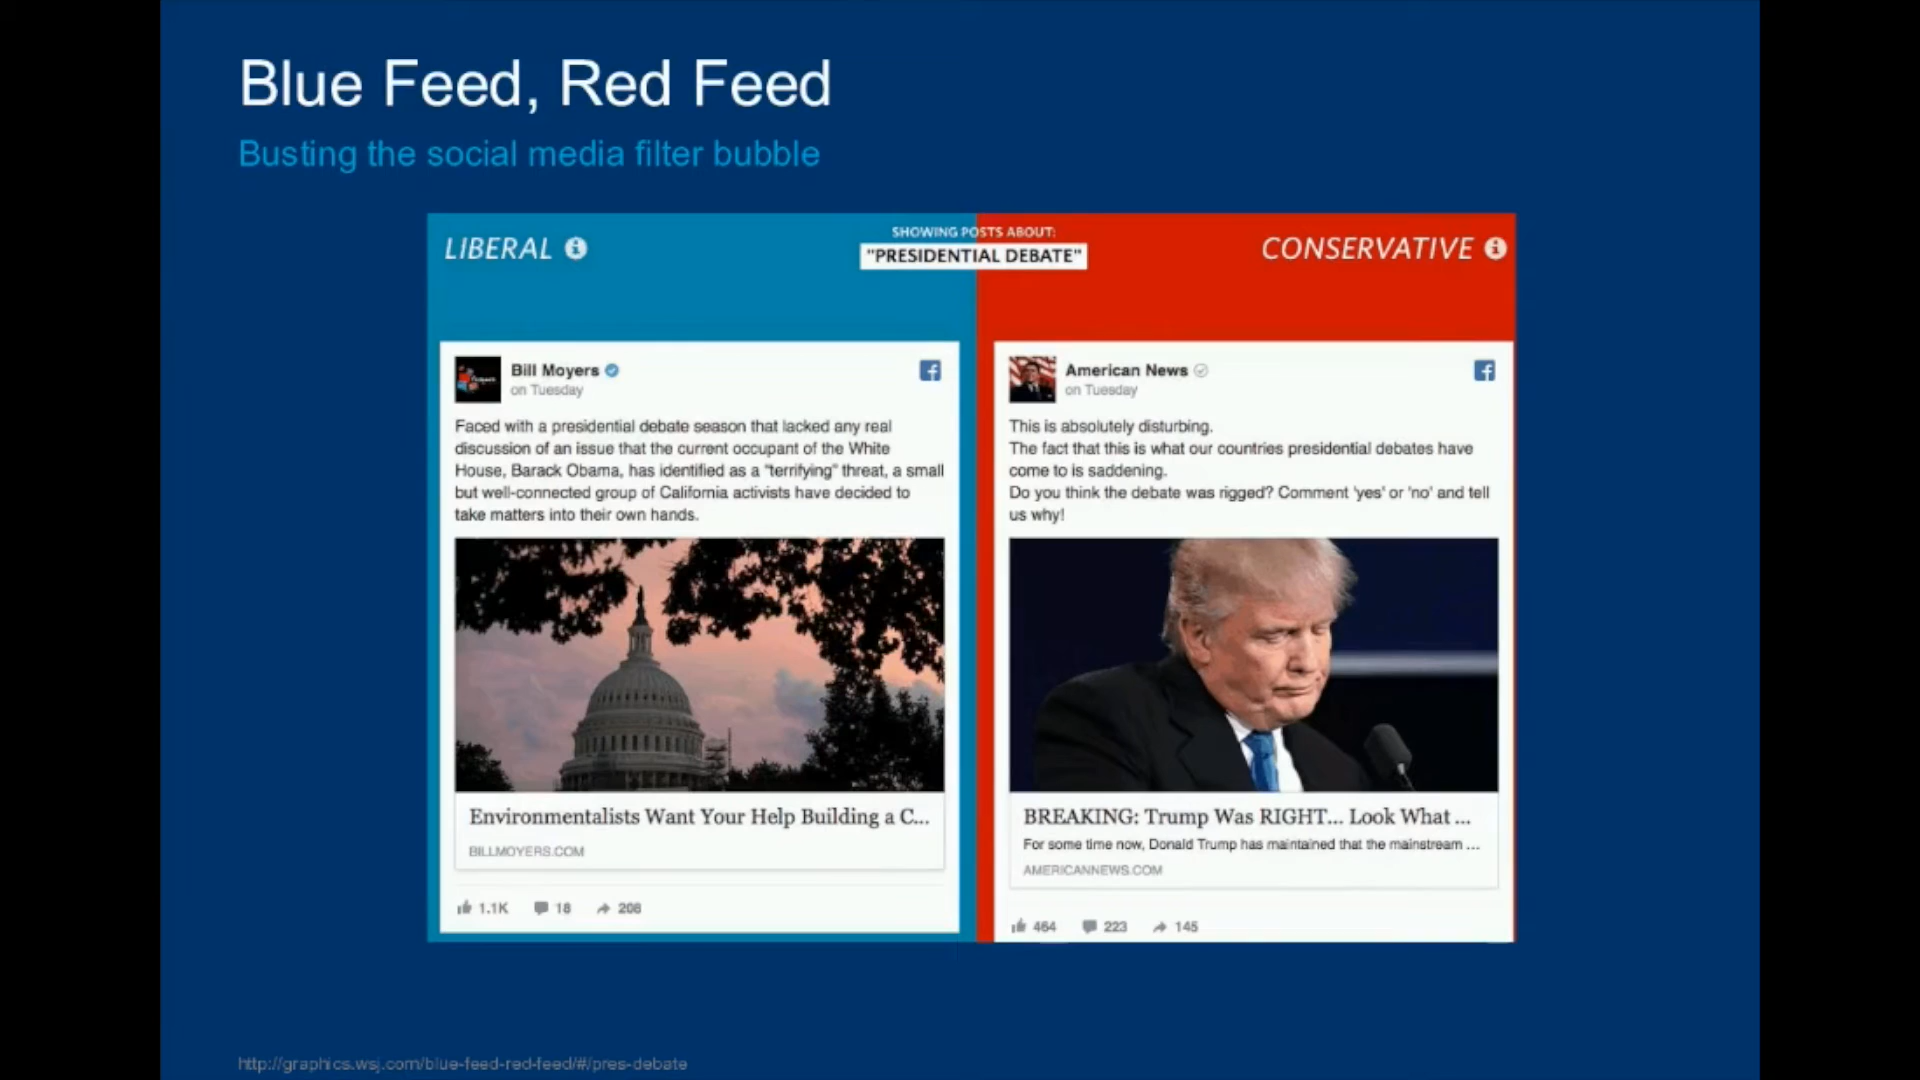 Blue Feed, Red Feed
Busting the social media filter bubble
LIBERAL
SHOWING POSTS ABOUT:
"PRESIDENTIAL DEBATE"
CONSERVATIVE
Bill Moyers
on Tuesday
Faced with a presidential debate season that lacked any real
discussion of an issue that the current occupant of the White
House, Barack Obama, has identified as a "terrifying" threat, a small
but well-connected group of California activists have decided to
take matters into their own hands.
Environmentalists Want Your Help Building a C...
BILLMOYERS.COM
1.1K 18 208
American News
on Tuesday
This is absolutely disturbing.
The fact that this is what our countries presidential debates have
come to is saddening.
Do you think the debate was rigged? Comment 'yes' or 'no' and tell
us why!
BREAKING: Trump Was RIGHT... Look What ...
For some time now, Donald Trump has maintained that the mainstream ...
AMERICANNEWS.COM
464 223 145
http://graphics.wsj.com/blue-feed-red-feed/#/pres-debate